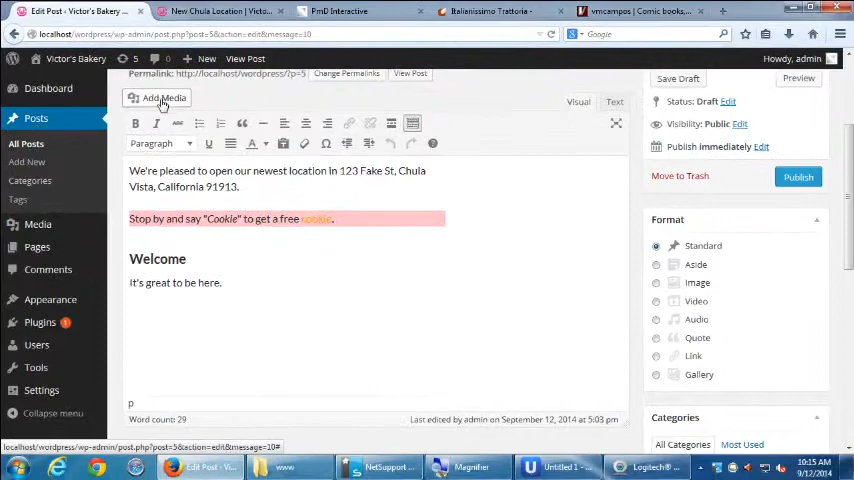 Edit Post ‹ Victor's Bakery ...
New Chula Location | Victo...
PmD Interactive
Italianissimo Trattoria -
vmcampos | Comic books,...
localhost/wordpress/wp-admin/post.php?post=5&action=edit&message=10
Google
Victor's Bakery
5
0
New
View Post
Howdy, admin
Permalink: http://localhost/wordpress/?p=5
Change Permalinks
View Post
Save Draft
Preview
Dashboard
Add Media
Visual
Text
Status: Draft Edit
Posts
Visibility: Public Edit
All Posts
Paragraph
Publish immediately Edit
Add New
Categories
Tags
We're pleased to open our newest location in 123 Fake St, Chula
Vista, California 91913.
Move to Trash
Publish
Stop by and say "Cookie" to get a free cookie.
Format
Media
Pages
Standard
Comments
Welcome
Aside
It's great to be here.
Image
Appearance
Video
Plugins 1
Audio
Users
Quote
Tools
Link
Settings
Gallery
p
Collapse menu
Word count: 29
Last edited by admin on September 12, 2014 at 5:03 pm
Categories
All Categories
Most Used
localhost/wordpress/wp-admin/post.php?post=5&action=edit&message=10#
Edit Post ‹ Vi...
www
NetSupport ...
Magnifier
Untitled 1 - ...
Logitech® ...
10:15 AM
9/12/2014